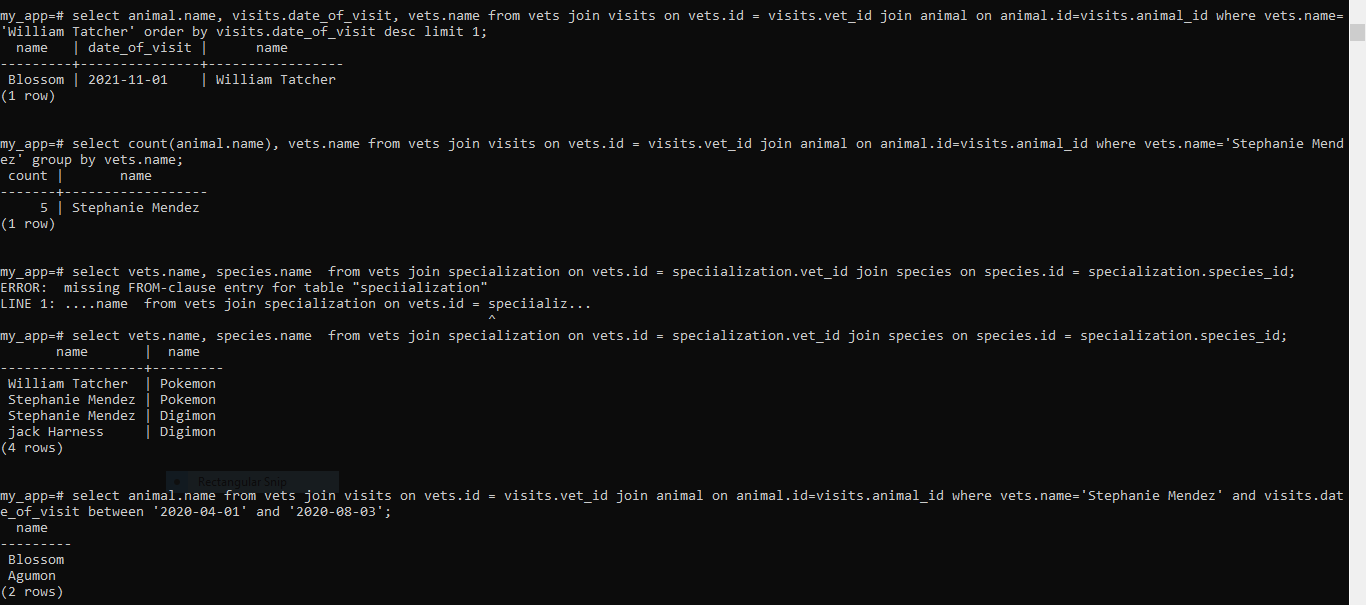 my_app=# select animal.name, visits.date_of_visit, vets.name from vets join visits on vets.id = visits.vet_id join animal on animal.id=visits.animal_id where vets.name=
'William Tatcher' order by visits.date_of_visit desc limit 1;
  name   | date_of_visit |      name
---------+---------------+-----------------
 Blossom | 2021-11-01    | William Tatcher
(1 row)
my_app=# select count(animal.name), vets.name from vets join visits on vets.id = visits.vet_id join animal on animal.id=visits.animal_id where vets.name='Stephanie Mend
ez' group by vets.name;
 count |       name
-------+------------------
     5 | Stephanie Mendez
(1 row)
my_app=# select vets.name, species.name  from vets join specialization on vets.id = speciialization.vet_id join species on species.id = specialization.species_id;
ERROR:  missing FROM-clause entry for table "speciialization"
LINE 1: ....name  from vets join specialization on vets.id = speciializ...
                                                             ^
my_app=# select vets.name, species.name  from vets join specialization on vets.id = specialization.vet_id join species on species.id = specialization.species_id;
       name       |  name
------------------+---------
 William Tatcher  | Pokemon
 Stephanie Mendez | Pokemon
 Stephanie Mendez | Digimon
 jack Harness     | Digimon
(4 rows)
Rectangular Snip
my_app=# select animal.name from vets join visits on vets.id = visits.vet_id join animal on animal.id=visits.animal_id where vets.name='Stephanie Mendez' and visits.dat
e_of_visit between '2020-04-01' and '2020-08-03';
  name
---------
 Blossom
 Agumon
(2 rows)